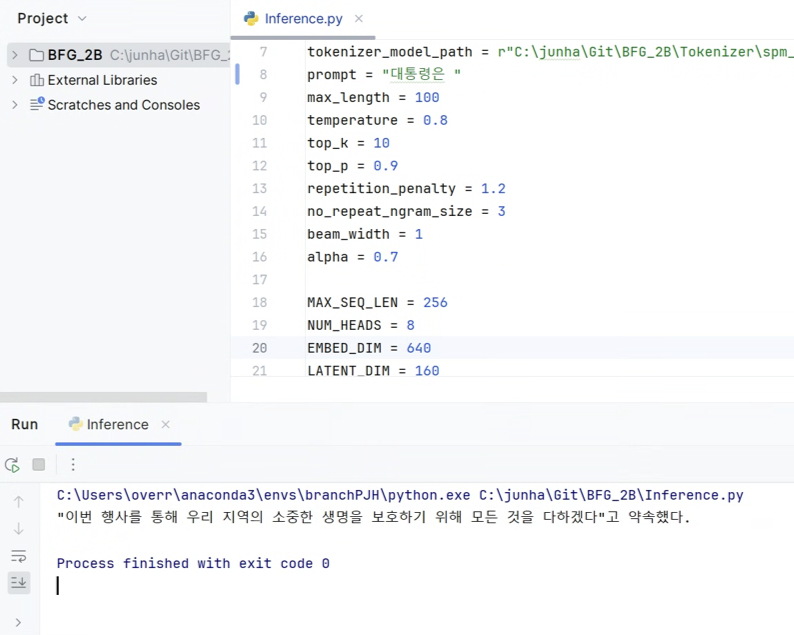 Project
Inference.py
BFG_2B C:\junha\Git\BFG_2
External Libraries
Scratches and Consoles
7 tokenizer_model_path = r"C:\junha\Git\BFG_2B\Tokenizer\spm_
8 prompt = "대통령은 "
9 max_length = 100
10 temperature = 0.8
11 top_k = 10
12 top_p = 0.9
13 repetition_penalty = 1.2
14 no_repeat_ngram_size = 3
15 beam_width = 1
16 alpha = 0.7
17
18 MAX_SEQ_LEN = 256
19 NUM_HEADS = 8
20 EMBED_DIM = 640
21 LATENT_DIM = 160
Run Inference
C:\Users\overr\anaconda3\envs\branchPJH\python.exe C:\junha\Git\BFG_2B\Inference.py
"이번 행사를 통해 우리 지역의 소중한 생명을 보호하기 위해 모든 것을 다하겠다"고 약속했다.
Process finished with exit code 0